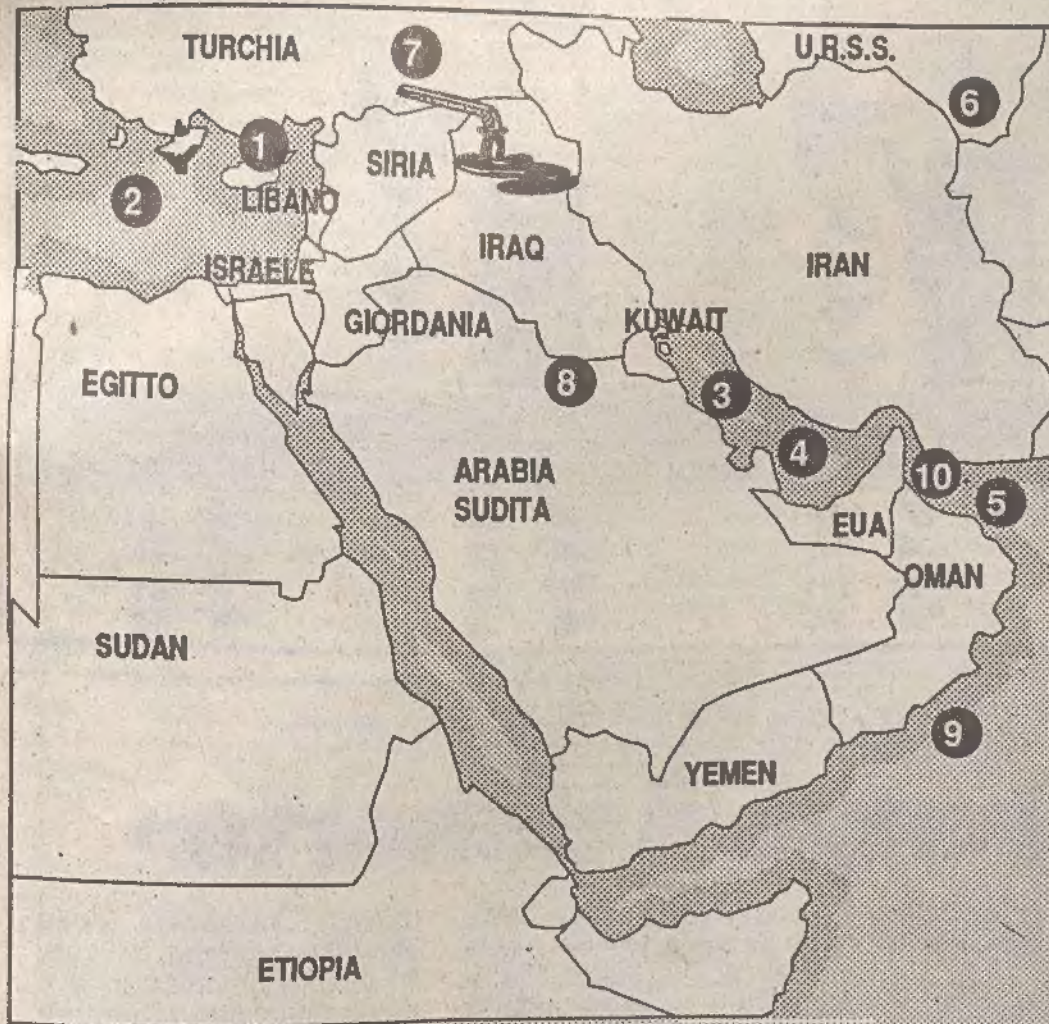 TURCHIA
7
U.R.S.S.
6
1
SIRIA
2
LIBANO
IRAQ
IRAN
ISRAELE
GIORDANIA
KUWAIT
EGITTO
8
3
4
ARABIA
SUDITA
10
5
EUA
OMAN
SUDAN
9
YEMEN
ETIOPIA